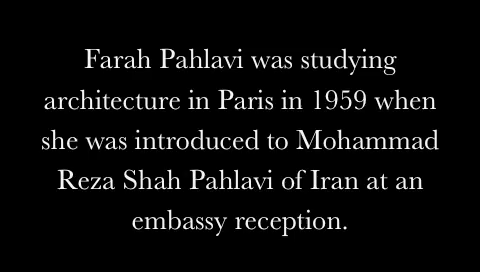 Farah Pahlavi was studying
architecture in Paris in 1959 when
she was introduced to Mohammad
Reza Shah Pahlavi of Iran at an
embassy reception.